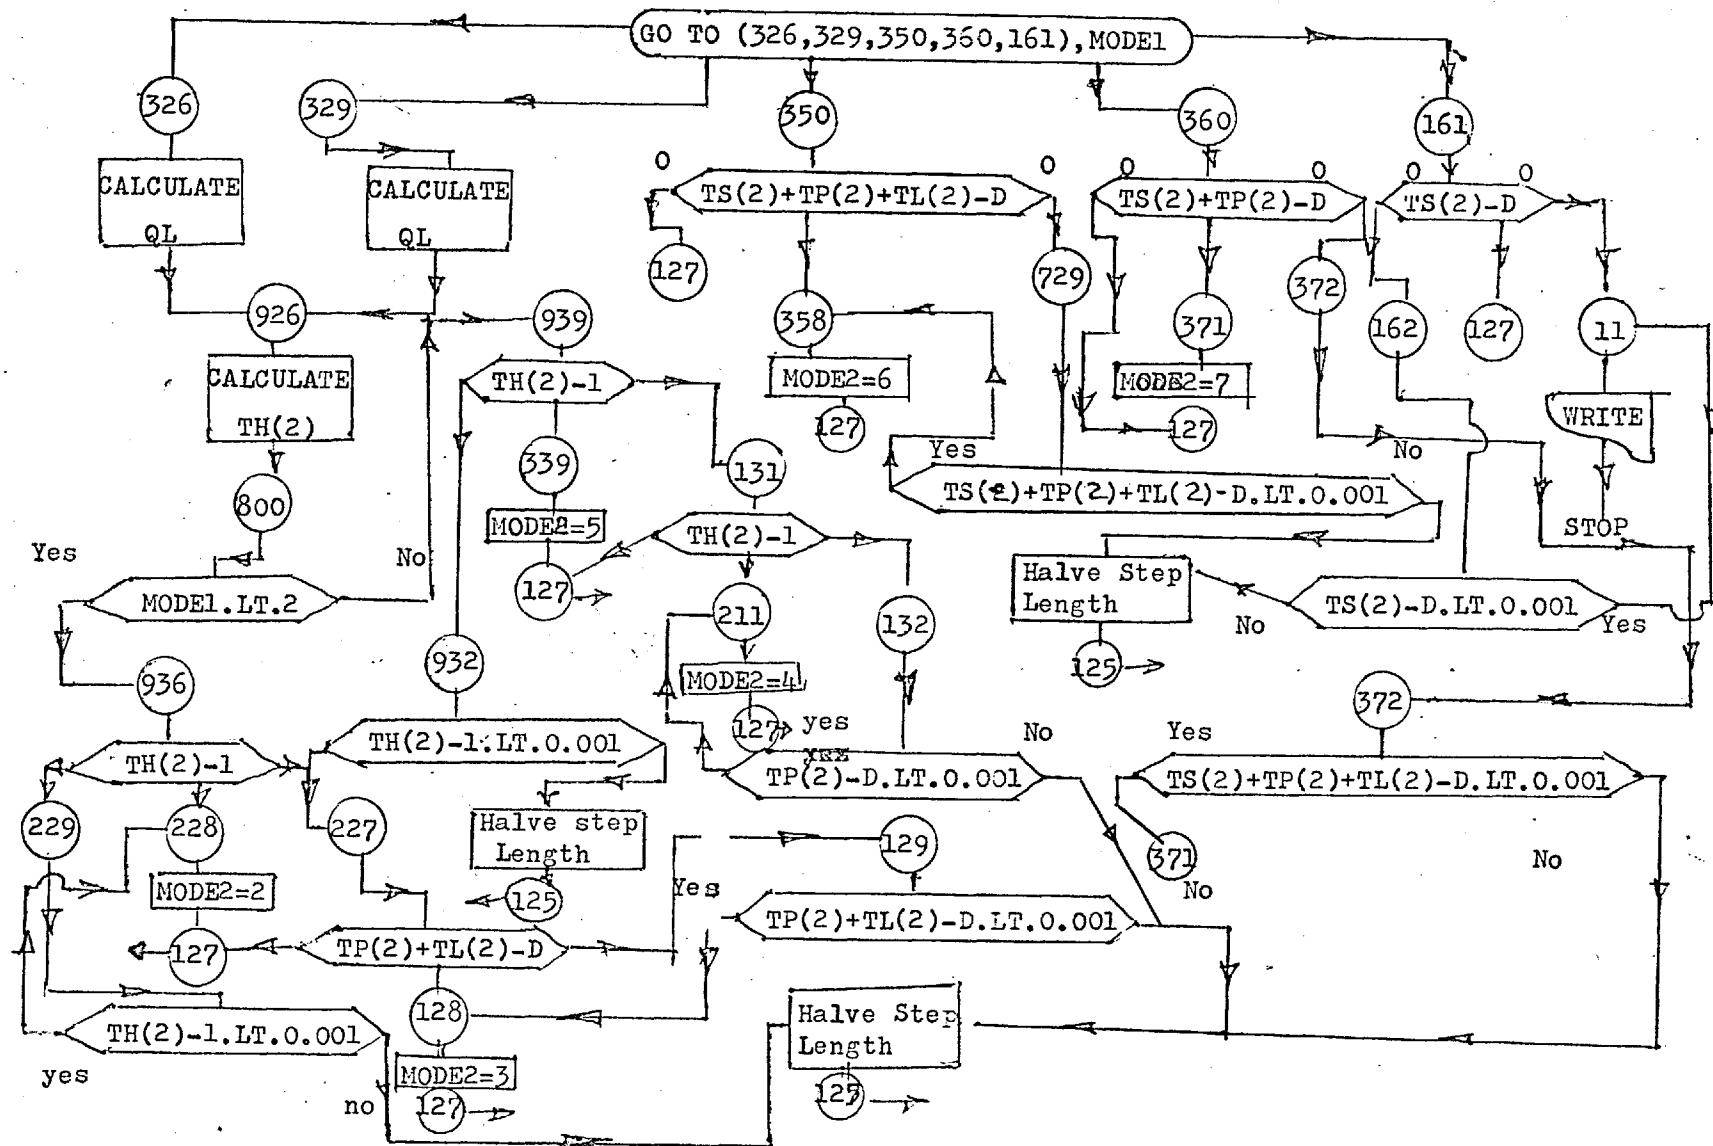 GO TO (326,329,350,360,161),MODE1
326
329
350
360
161
CALCULATE
QL
CALCULATE
QL
O
TS(2)+TP(2)+TL(2)-D
O
O
TS(2)+TP(2)-D
O
O
TS(2)-D
O
127
729
372
926
939
358
371
162
127
11
CALCULATE
TH(2)
TH(2)-1
MODE2=6
127
MODE2=7
127
WRITE
STOP
800
339
131
Yes
TS(2)+TP(2)+TL(2)-D.LT.0.001
No
MODE2=5
127
TH(2)-1
Yes
MODE1.LT.2
No
Halve Step
Length
125
TS(2)-D.LT.0.001
No
Yes
211
132
MODE2=4
127
936
932
372
TH(2)-1
TH(2)-1.LT.0.001
yes
TP(2)-D.LT.0.001
No
Yes
TS(2)+TP(2)+TL(2)-D.LT.0.001
No
229
228
227
Halve step
Length
125
129
371
MODE2=2
127
TP(2)+TL(2)-D
Yes
TP(2)+TL(2)-D.LT.0.001
No
TH(2)-1.LT.0.001
yes
no
128
MODE2=3
127
Halve Step
Length